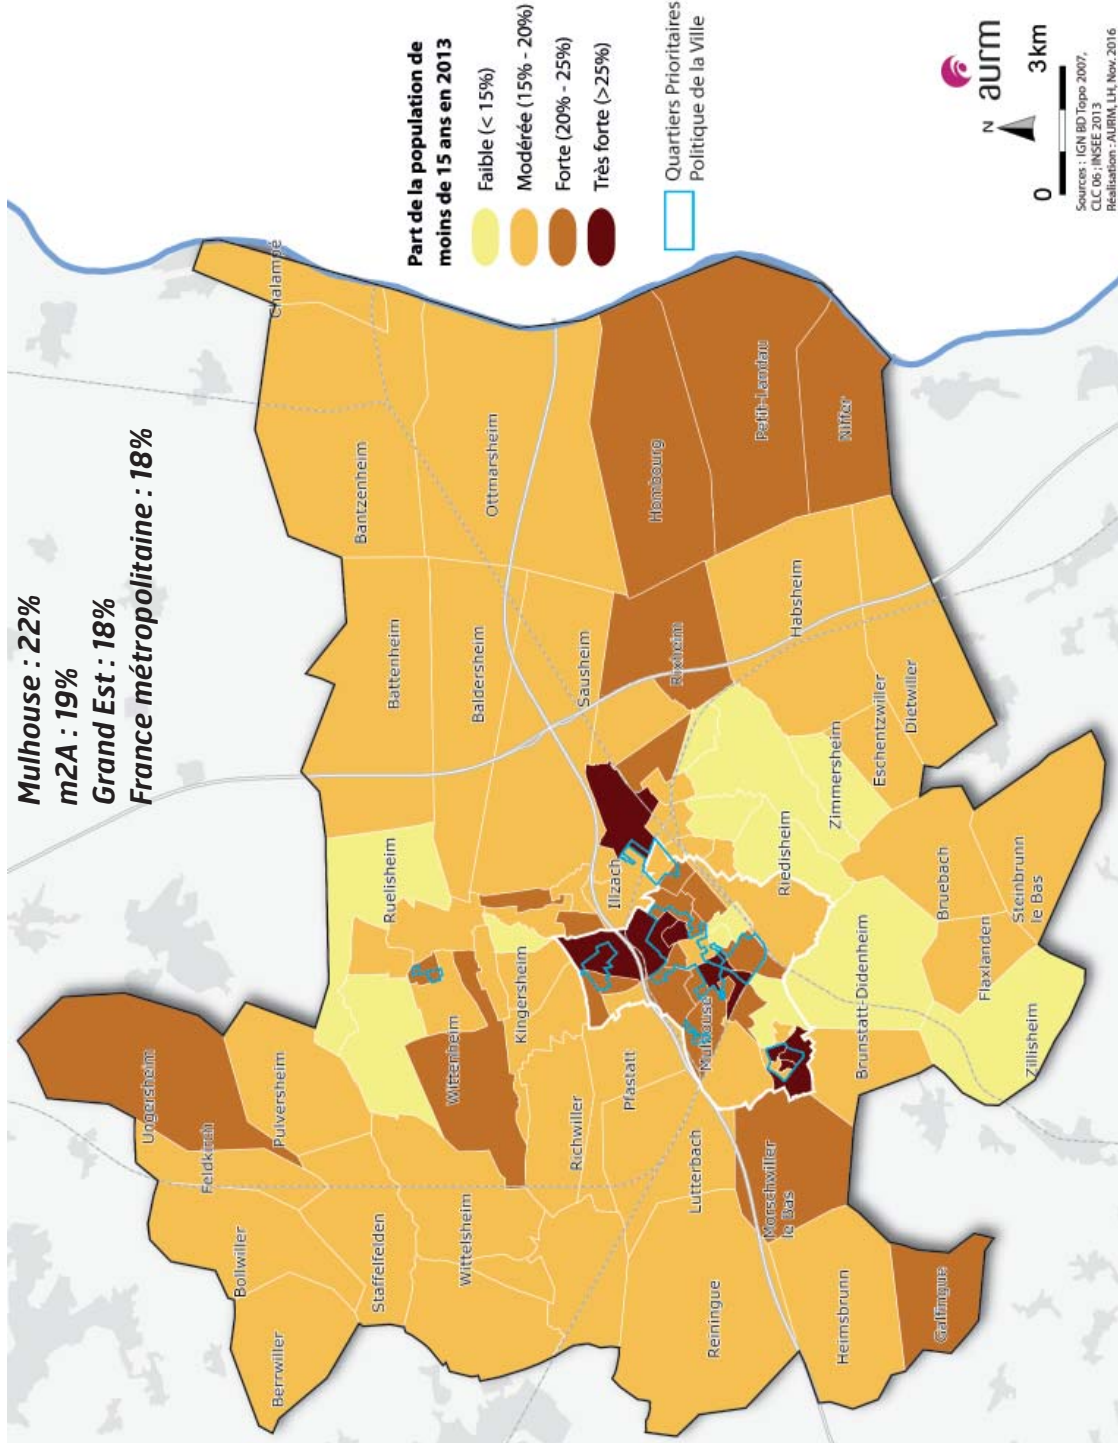 Mulhouse : 22%
m2A : 19%
Grand Est : 18%
France métropolitaine : 18%
Part de la population de
moins de 15 ans en 2013
Faible (< 15%)
Modérée (15% - 20%)
Forte (20% - 25%)
Très forte (>25%)
Quartiers Prioritaires
Politique de la Ville
N
aurm
0
3km
Sources : IGN BD Topo 2007,
CLC 06 ; INSEE 2013
Réalisation : AURM, LH, Nov. 2016
Chalampé
Bantzenheim
Ottmarsheim
Hombourg
Petit-Landau
Niffer
Battenheim
Baldersheim
Sausheim
Rixheim
Habsheim
Dietwiller
Eschentzwiller
Zimmersheim
Ruelisheim
Illzach
Riedisheim
Bruebach
Steinbrunn
le Bas
Flaxlanden
Ungersheim
Pulversheim
Feldkirch
Wittenheim
Kingersheim
Richwiller
Pfastatt
Mulhouse
Brunstatt-Didenheim
Zillisheim
Bollwiller
Berrwiller
Staffelfelden
Wittelsheim
Lutterbach
Morschwiller
le Bas
Reiningue
Heimsbrunn
Galfingue